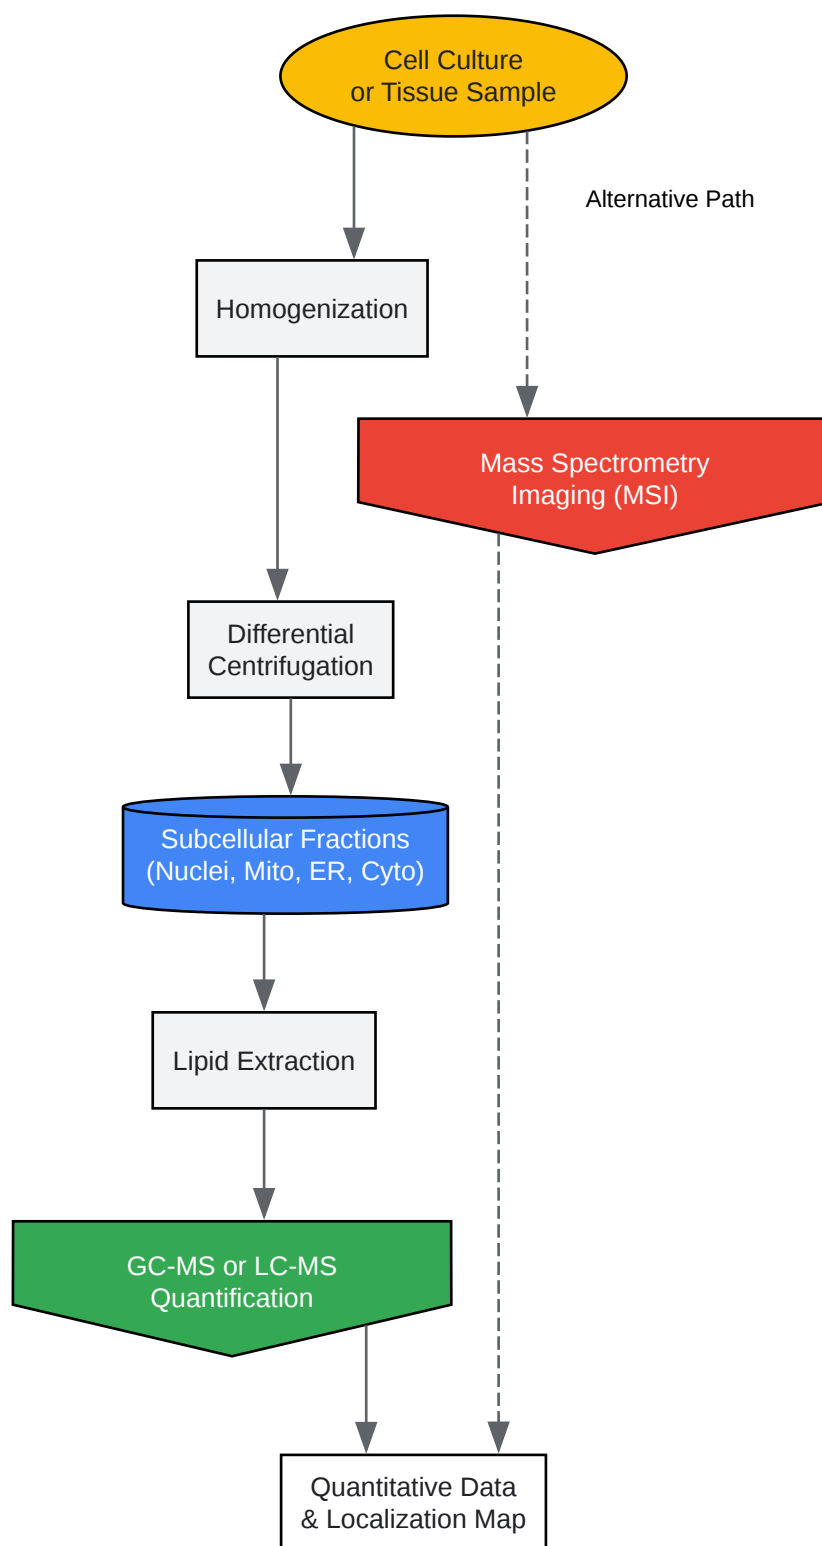 Cell Culture
or Tissue Sample
Alternative Path
Homogenization
Mass Spectrometry
Imaging (MSI)
Differential
Centrifugation
Subcellular Fractions
(Nuclei, Mito, ER, Cyto)
Lipid Extraction
GC-MS or LC-MS
Quantification
Quantitative Data
& Localization Map